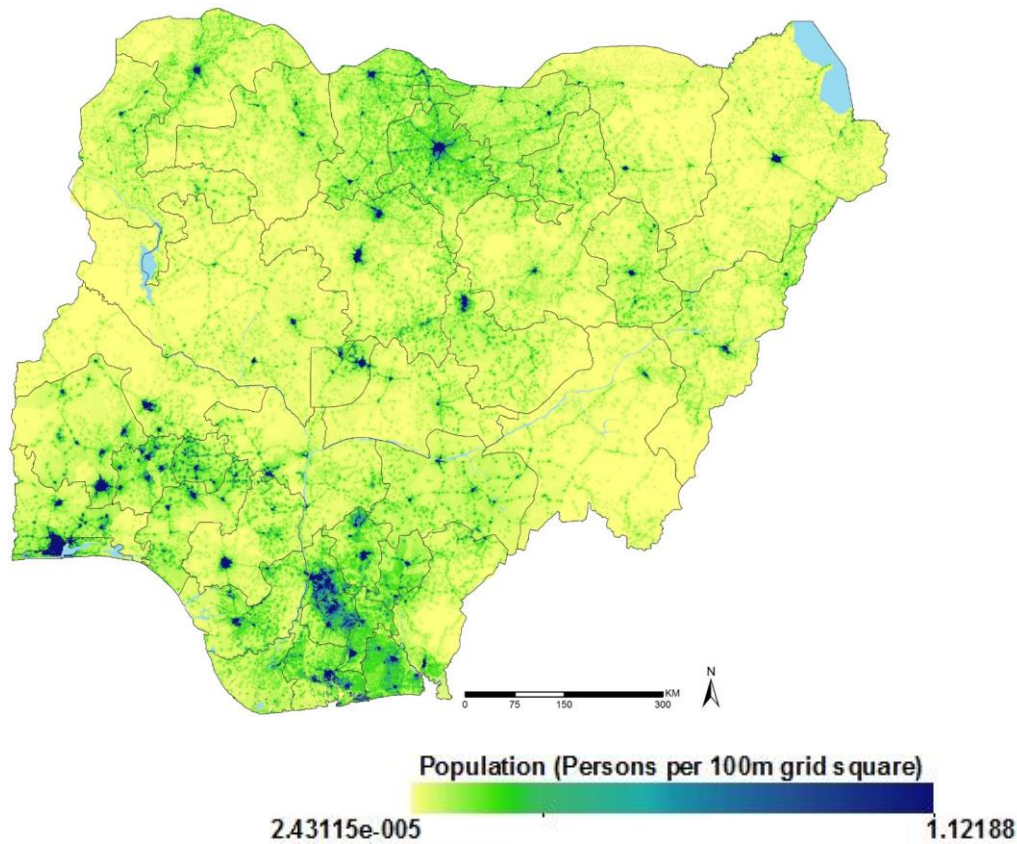 N
KM
0 75 150 300
Population (Persons per 100m grid square)
2.43115e-005 1.12188